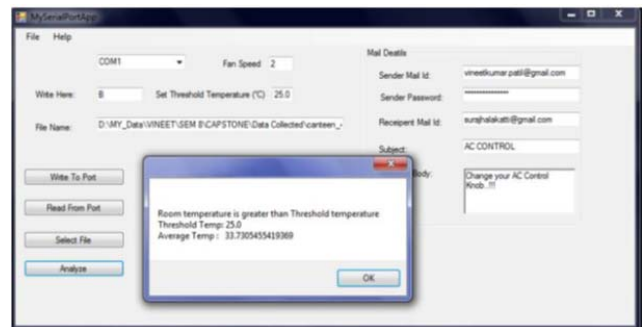 MySerialPortApp
File Help
COM1
Fan Speed 2
Write Here: B
Set Threshold Temperature (°C) 25.0
File Name: D:\MY_Data\VINEET\SEM 8\CAPSTONE\Data Collected\canteen_
Write To Port
Read From Port
Select File
Analyze
Mail Deatils
Sender Mail Id: vineetkumar.patil@gmail.com
Sender Password: ***************
Receipent Mail Id: surajhalakatti@gmail.com
Subject: AC CONTROL
Body: Change your AC Control
Knob..!!!
Room temperature is greater than Threshold temperature
Threshold Temp: 25.0
Average Temp : 33.7305455419369
OK